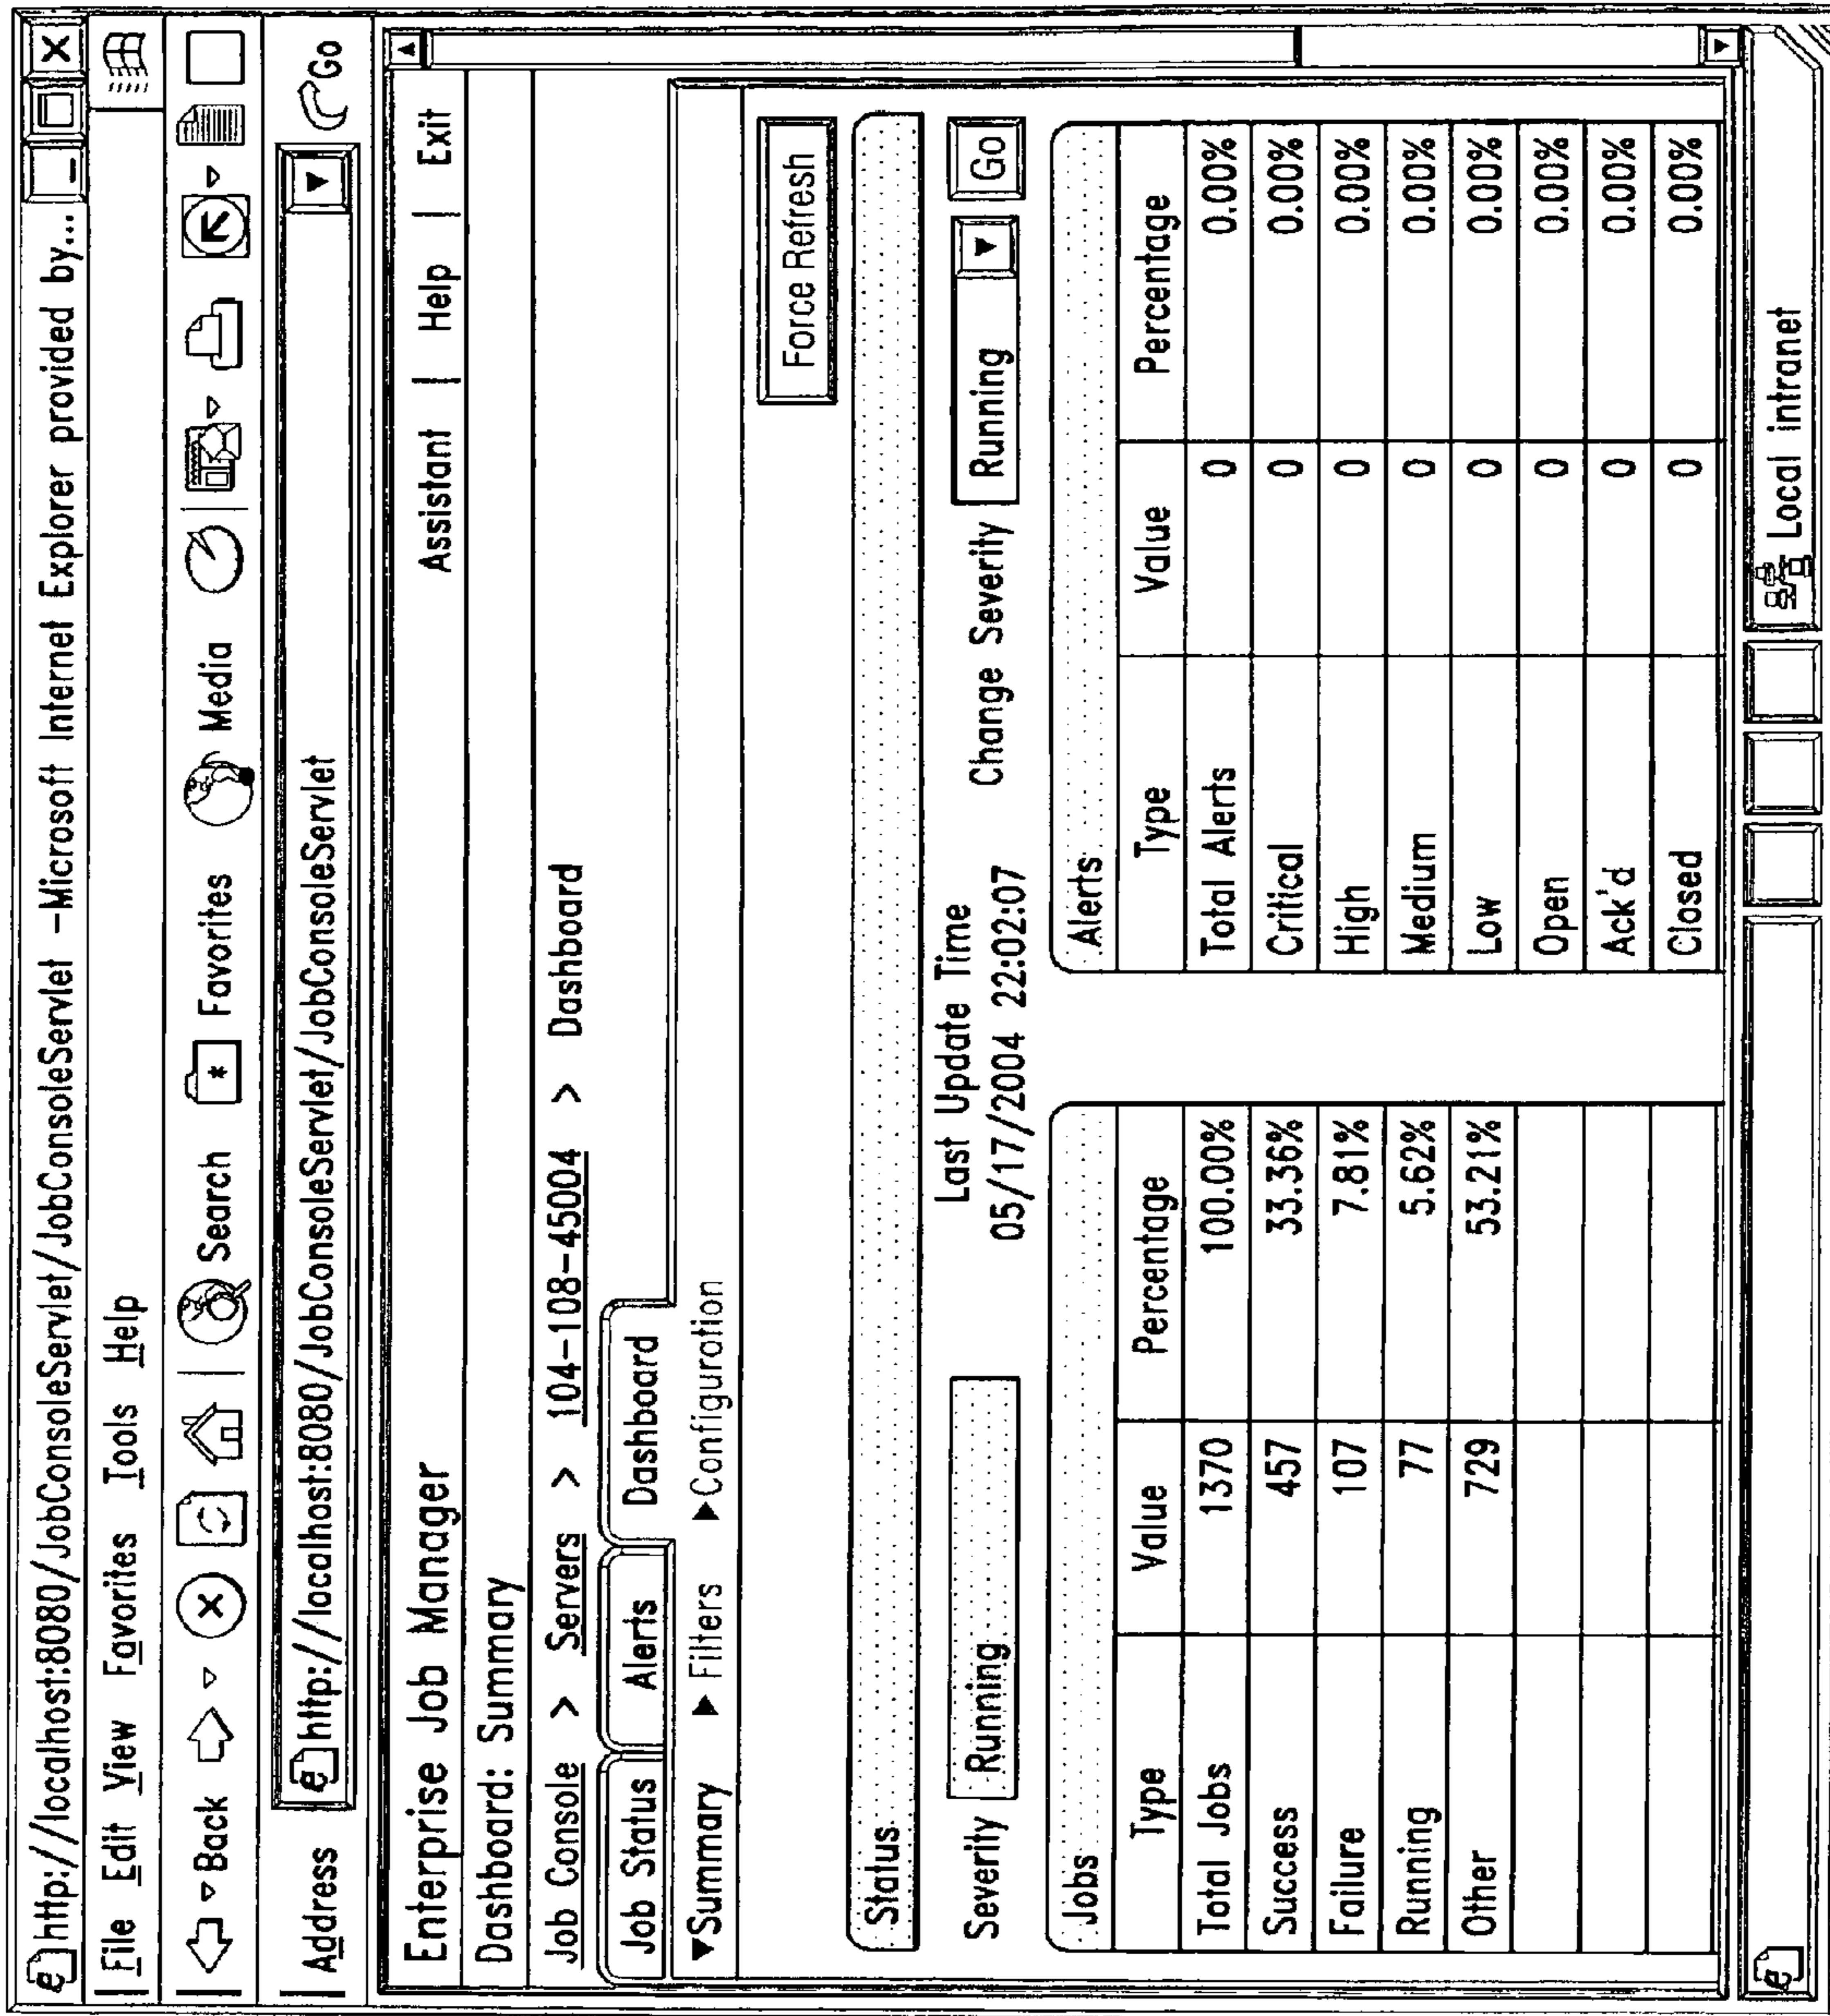 http://localhost:8080/JobConsoleServlet/JobConsoleServlet -Microsoft Internet Explorer provided by...
File Edit View Favorites Tools Help
Back Search Favorites Media
Address http://localhost:8080/JobConsoleServlet/JobConsoleServlet Go
Enterprise Job Manager Assistant | Help | Exit
Dashboard: Summary
Job Console > Servers > 104-108-45004 > Dashboard
Job Status Alerts Dashboard
▼Summary ▶ Filters ▶Configuration
Force Refresh
Status
Last Update Time
Severity Running 05/17/2004 22:02:07 Change Severity Running Go
Jobs
Type Value Percentage
Total Jobs 1370 100.00%
Success 457 33.36%
Failure 107 7.81%
Running 77 5.62%
Other 729 53.21%
Alerts
Type Value Percentage
Total Alerts 0 0.00%
Critical 0 0.00%
High 0 0.00%
Medium 0 0.00%
Low 0 0.00%
Open 0 0.00%
Ack'd 0 0.00%
Closed 0 0.00%
Local intranet